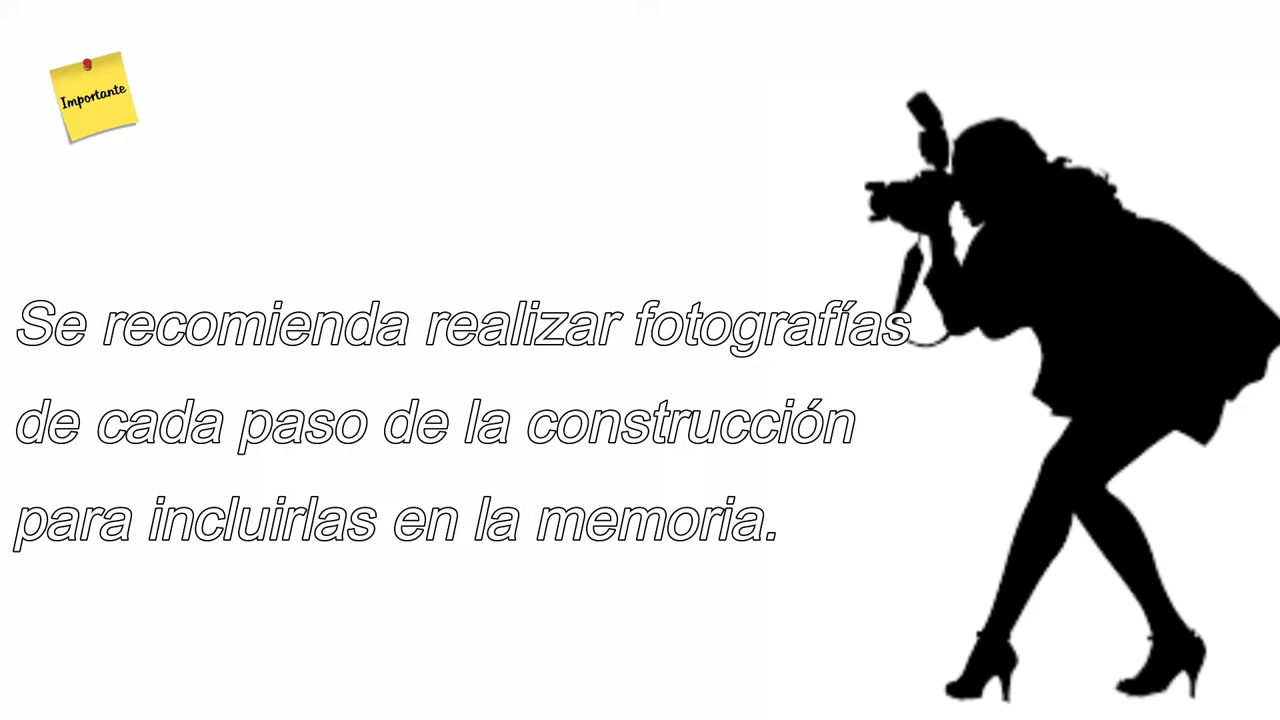 Importante
Se recomienda realizar fotografías
de cada paso de la construcción
para incluirlas en la memoria.